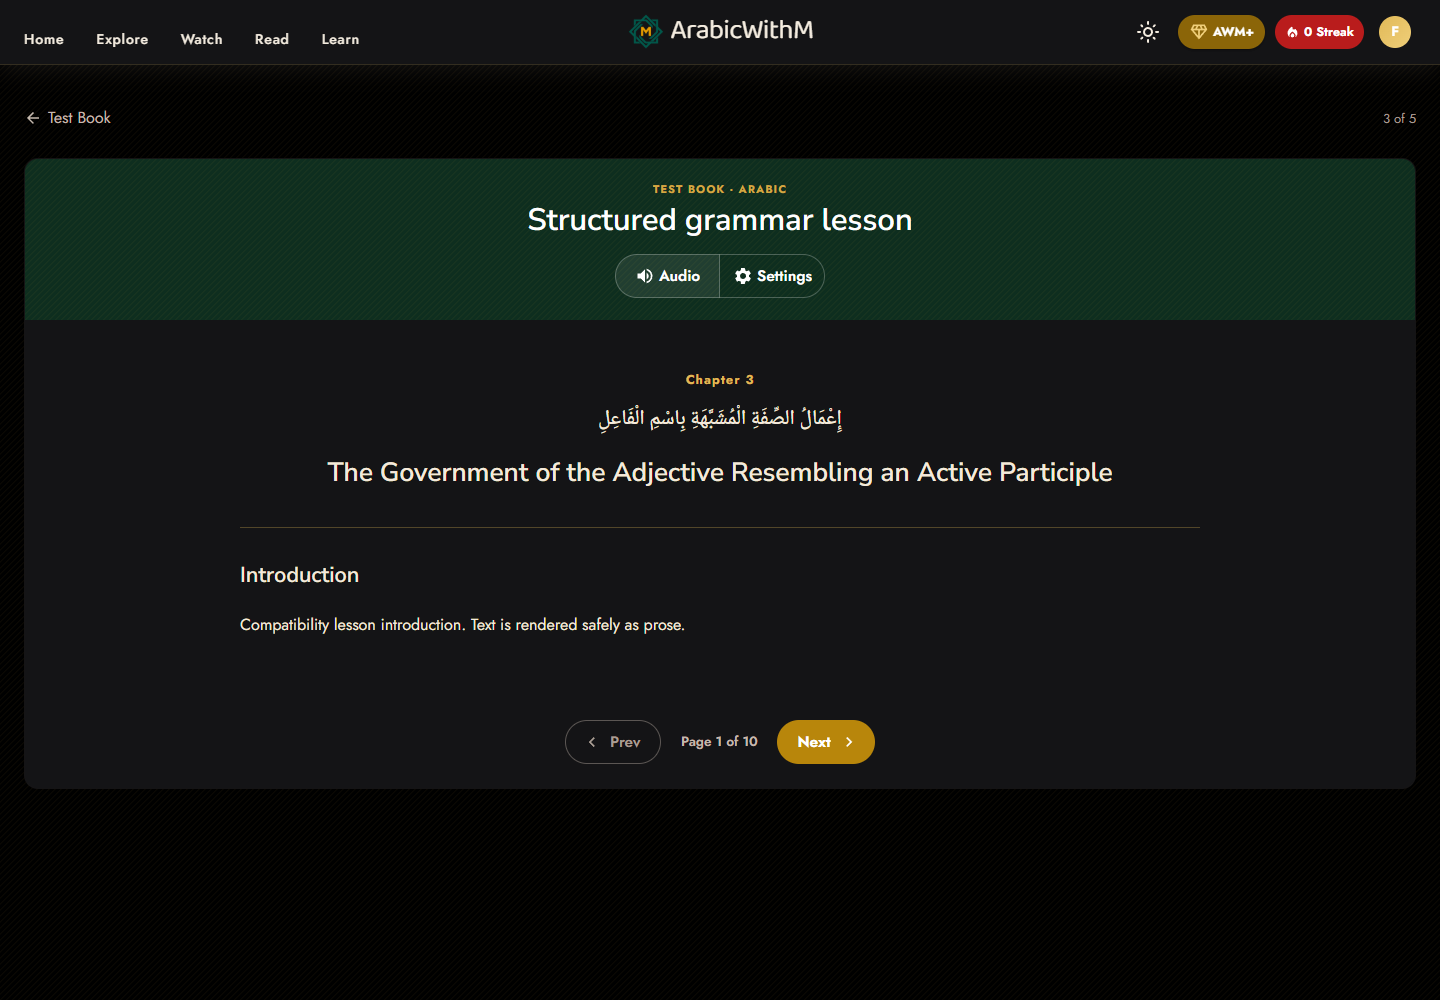 Home Explore Watch Read Learn
M ArabicWithM
AWM+ 0 Streak F
Test Book
3 of 5
TEST BOOK · ARABIC
Structured grammar lesson
Audio Settings
Chapter 3
إِعْمَالُ الصِّفَةِ الْمُشَبَّهَةِ بِاسْمِ الْفَاعِلِ
The Government of the Adjective Resembling an Active Participle
Introduction
Compatibility lesson introduction. Text is rendered safely as prose.
Prev Page 1 of 10 Next